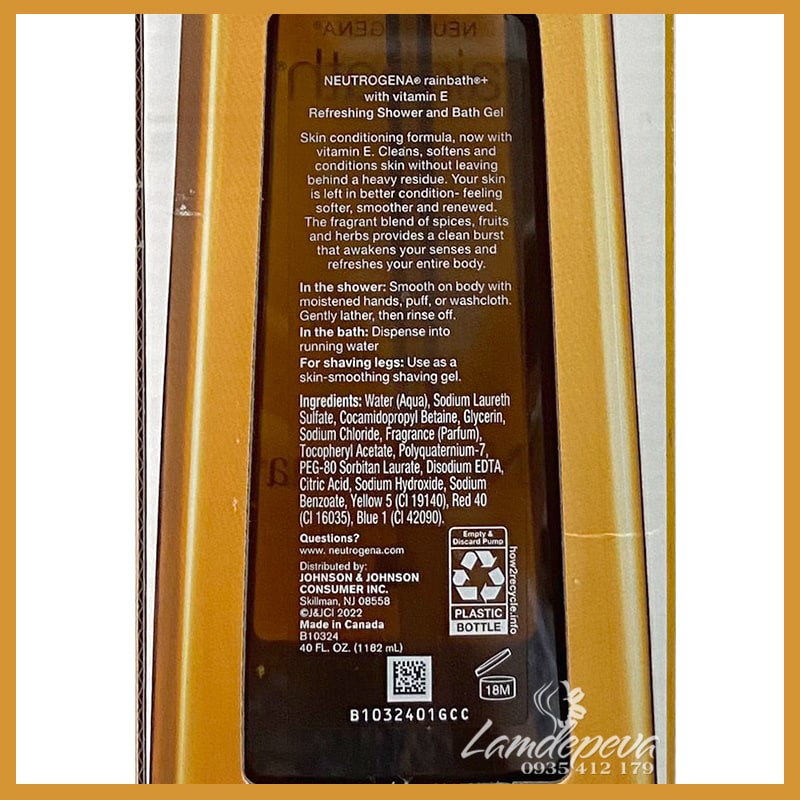 NEUTROGENA® rainbath®+
with vitamin E
Refreshing Shower and Bath Gel
Skin conditioning formula, now with
vitamin E. Cleans, softens and
conditions skin without leaving
behind a heavy residue. Your skin
is left in better condition- feeling
softer, smoother and renewed.
The fragrant blend of spices, fruits
and herbs provides a clean burst
that awakens your senses and
refreshes your entire body.
In the shower: Smooth on body with
moistened hands, puff, or washcloth.
Gently lather, then rinse off.
In the bath: Dispense into
running water
For shaving legs: Use as a
skin-smoothing shaving gel.
Ingredients: Water (Aqua), Sodium Laureth
Sulfate, Cocamidopropyl Betaine, Glycerin,
Sodium Chloride, Fragrance (Parfum),
Tocopheryl Acetate, Polyquaternium-7,
PEG-80 Sorbitan Laurate, Disodium EDTA,
Citric Acid, Sodium Hydroxide, Sodium
Benzoate, Yellow 5 (CI 19140), Red 40
(CI 16035), Blue 1 (CI 42090).
Questions?
www.neutrogena.com
Distributed by:
JOHNSON & JOHNSON
CONSUMER INC.
Skillman, NJ 08558
©J&JCI 2022
Made in Canada
B10324
40 FL. OZ. (1182 mL)
Empty &
Discard Pump
PLASTIC
BOTTLE
how2recycle.info
18M
B1032401GCC
Lamdepeva
0935 412 179